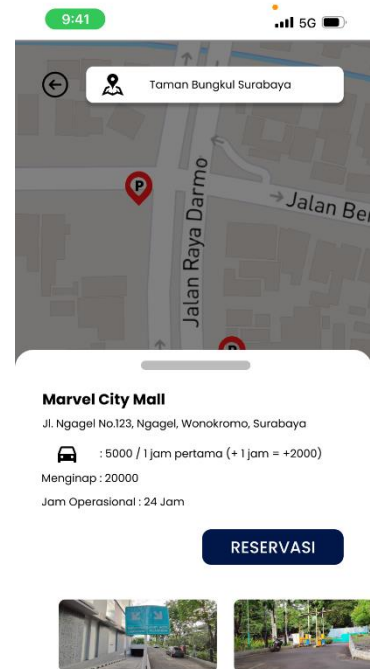 9:41
5G
Taman Bungkul Surabaya
P
Jalan Raya Darmo
Jalan Be
P
Marvel City Mall
Jl. Ngagel No.123, Ngagel, Wonokromo, Surabaya
: 5000 / 1 jam pertama (+ 1 jam = +2000)
Menginap : 20000
Jam Operasional : 24 Jam
RESERVASI